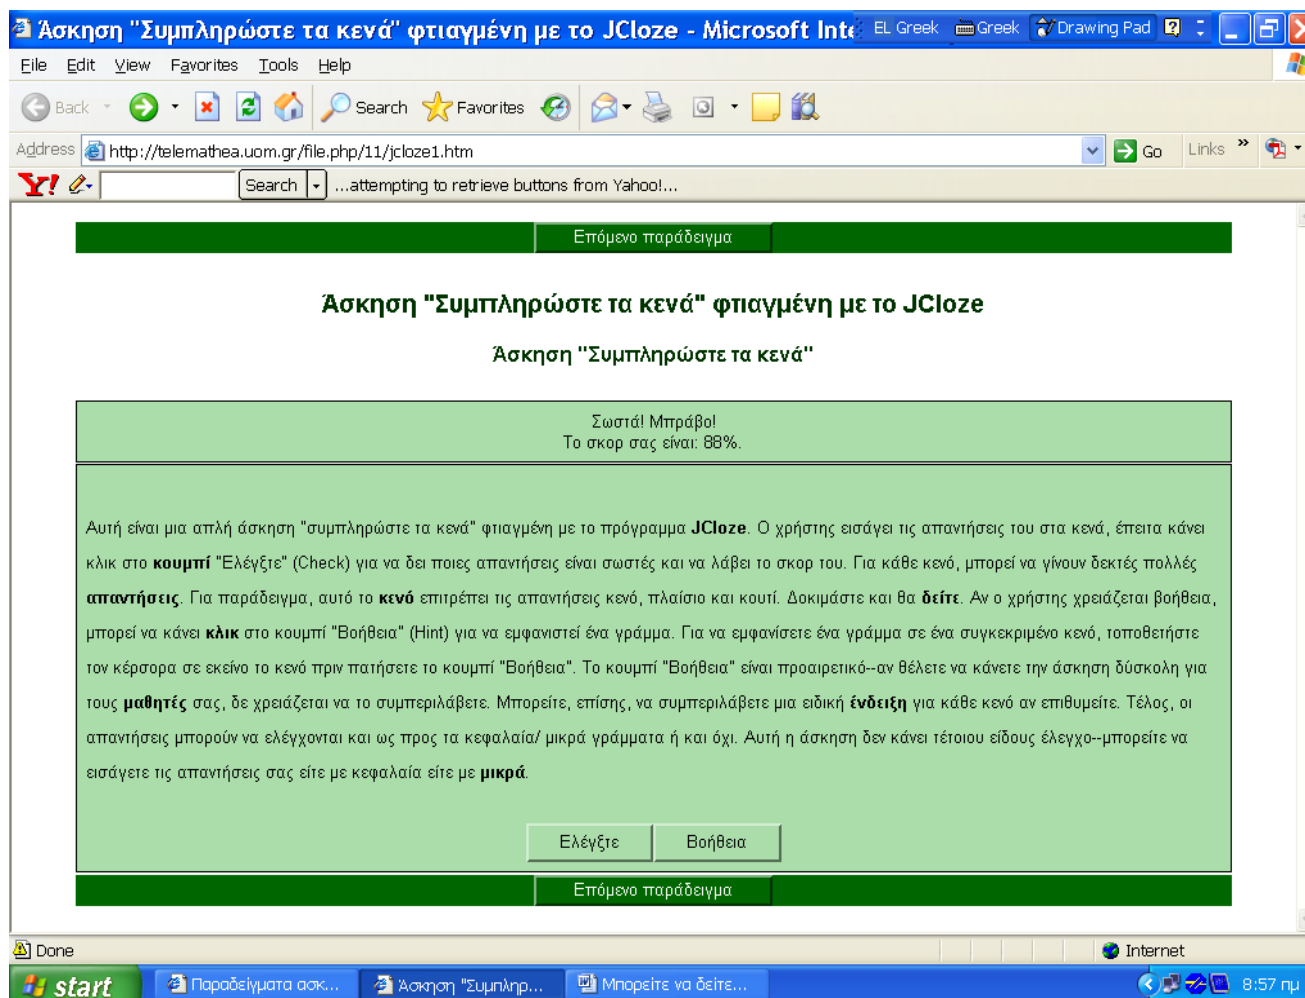 Άσκηση "Συμπληρώστε τα κενά" φτιαγμένη με το JCloze - Microsoft Inte EL Greek Greek Drawing Pad
File Edit View Favorites Tools Help
Back Search Favorites
Address http://telemathea.uom.gr/file.php/11/jcloze1.htm Go Links »
Y! Search ...attempting to retrieve buttons from Yahoo!...
Επόμενο παράδειγμα
Άσκηση "Συμπληρώστε τα κενά" φτιαγμένη με το JCloze
Άσκηση "Συμπληρώστε τα κενά"
Σωστά! Μπράβο!
Το σκορ σας είναι: 88%.
Αυτή είναι μια απλή άσκηση "συμπληρώστε τα κενά" φτιαγμένη με το πρόγραμμα JCloze. Ο χρήστης εισάγει τις απαντήσεις του στα κενά, έπειτα κάνει
κλικ στο κουμπί "Ελέγξτε" (Check) για να δει ποιες απαντήσεις είναι σωστές και να λάβει το σκορ του. Για κάθε κενό, μπορεί να γίνουν δεκτές πολλές
απαντήσεις. Για παράδειγμα, αυτό το κενό επιτρέπει τις απαντήσεις κενό, πλαίσιο και κουτί. Δοκιμάστε και θα δείτε. Αν ο χρήστης χρειάζεται βοήθεια,
μπορεί να κάνει κλικ στο κουμπί "Βοήθεια" (Hint) για να εμφανιστεί ένα γράμμα. Για να εμφανίσετε ένα γράμμα σε ένα συγκεκριμένο κενό, τοποθετήστε
τον κέρσορα σε εκείνο το κενό πριν πατήσετε το κουμπί "Βοήθεια". Το κουμπί "Βοήθεια" είναι προαιρετικό--αν θέλετε να κάνετε την άσκηση δύσκολη για
τους μαθητές σας, δε χρειάζεται να το συμπεριλάβετε. Μπορείτε, επίσης, να συμπεριλάβετε μια ειδική ένδειξη για κάθε κενό αν επιθυμείτε. Τέλος, οι
απαντήσεις μπορούν να ελέγχονται και ως προς τα κεφαλαία/ μικρά γράμματα ή και όχι. Αυτή η άσκηση δεν κάνει τέτοιου είδους έλεγχο--μπορείτε να
εισάγετε τις απαντήσεις σας είτε με κεφαλαία είτε με μικρά.
Ελέγξτε Βοήθεια
Επόμενο παράδειγμα
Done Internet
start Παραδείγματα ασκ... Άσκηση "Συμπληρ... Μπορείτε να δείτε... 8:57 πμ